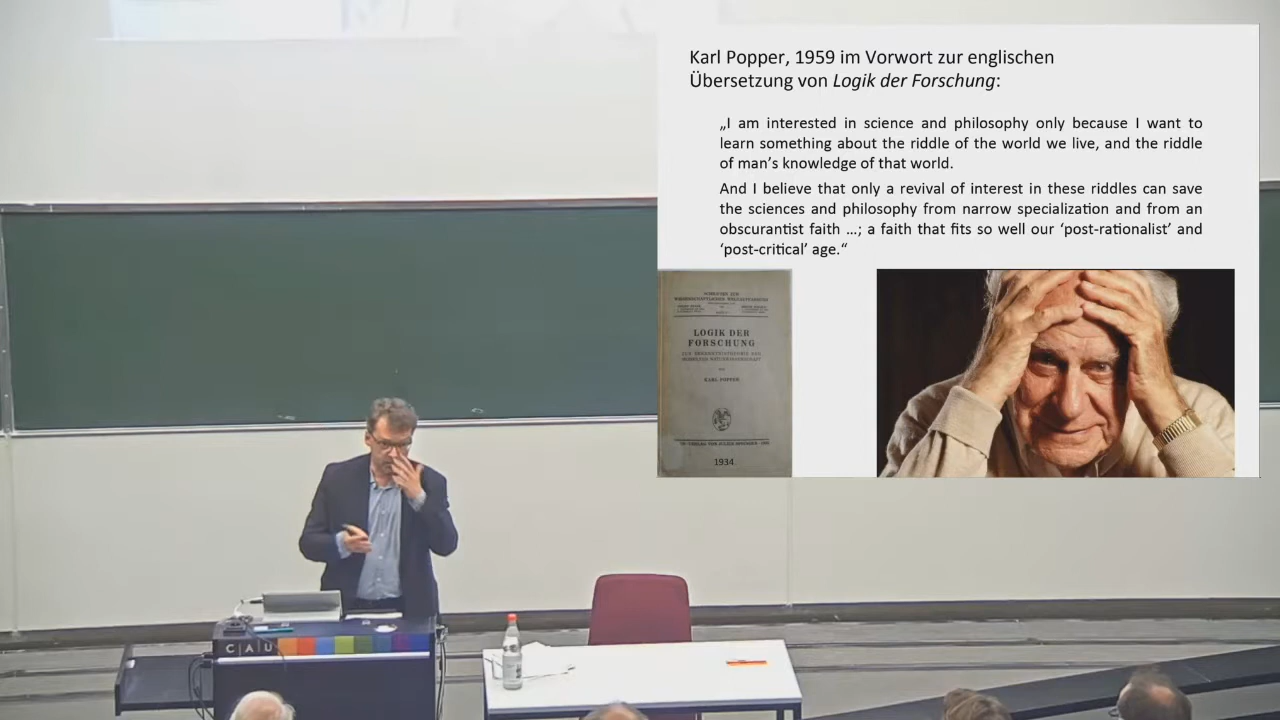 Karl Popper, 1959 im Vorwort zur englischen
Übersetzung von Logik der Forschung:
„I am interested in science and philosophy only because I want to
learn something about the riddle of the world we live, and the riddle
of man’s knowledge of that world.
And I believe that only a revival of interest in these riddles can save
the sciences and philosophy from narrow specialization and from an
obscurantist faith …; a faith that fits so well our ‘post-rationalist’ and
‘post-critical’ age.“
LOGIK DER
FORSCHUNG
KARL POPPER
1934.
C|A|U